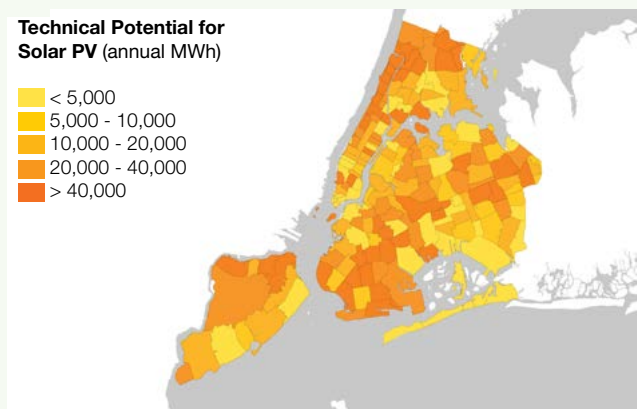 Technical Potential for
Solar PV (annual MWh)
< 5,000
5,000 - 10,000
10,000 - 20,000
20,000 - 40,000
> 40,000